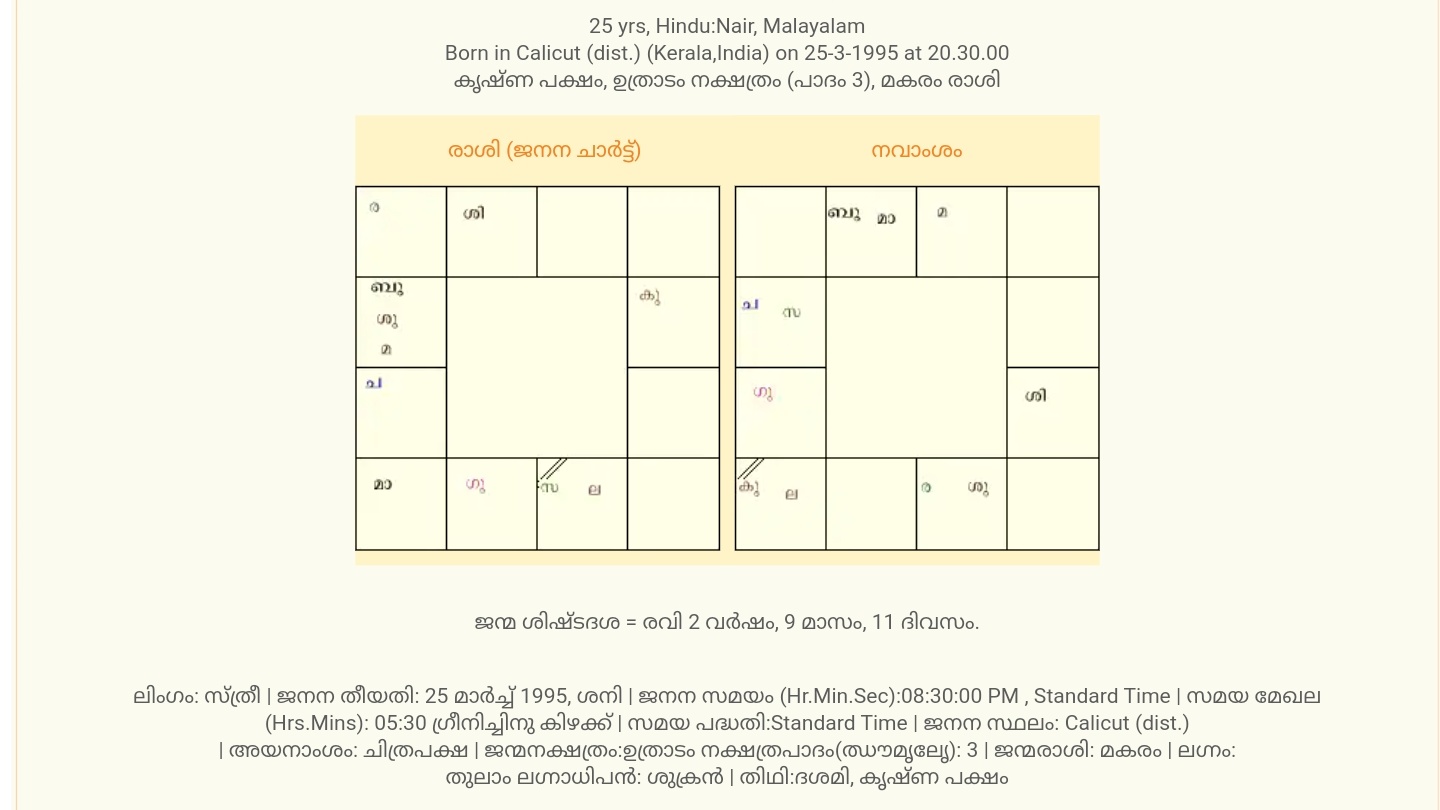 25 yrs, Hindu:Nair, Malayalam
Born in Calicut (dist.) (Kerala,India) on 25-3-1995 at 20.30.00
കൃഷ്ണ പക്ഷം, ഉത്രാടം നക്ഷത്രം (പാദം 3), മകരം രാശി
രാശി (ജനന ചാർട്ട്) നവാംശം
ര ശി ബു മാ മ
ബു
ശു
മ
കു ച സ
ച ഗു ശി
മാ ഗു സ ല കു ല ര ശു
ജന്മ ശിഷ്ടദശ = രവി 2 വർഷം, 9 മാസം, 11 ദിവസം.
ലിംഗം: സ്ത്രീ | ജനന തീയതി: 25 മാർച്ച് 1995, ശനി | ജനന സമയം (Hr.Min.Sec):08:30:00 PM , Standard Time | സമയ മേഖല
(Hrs.Mins): 05:30 ഗ്രീനിച്ചിനു കിഴക്ക് | സമയ പദ്ധതി:Standard Time | ജനന സ്ഥലം: Calicut (dist.)
| അയനാംശം: ചിത്രപക്ഷ | ജന്മനക്ഷത്രം:ഉത്രാടം നക്ഷത്രപാദം(ഝൗമൃലേൃ): 3 | ജന്മരാശി: മകരം | ലഗ്നം:
തുലാം ലഗ്നാധിപൻ: ശുക്രൻ | തിഥി:ദശമി, കൃഷ്ണ പക്ഷം